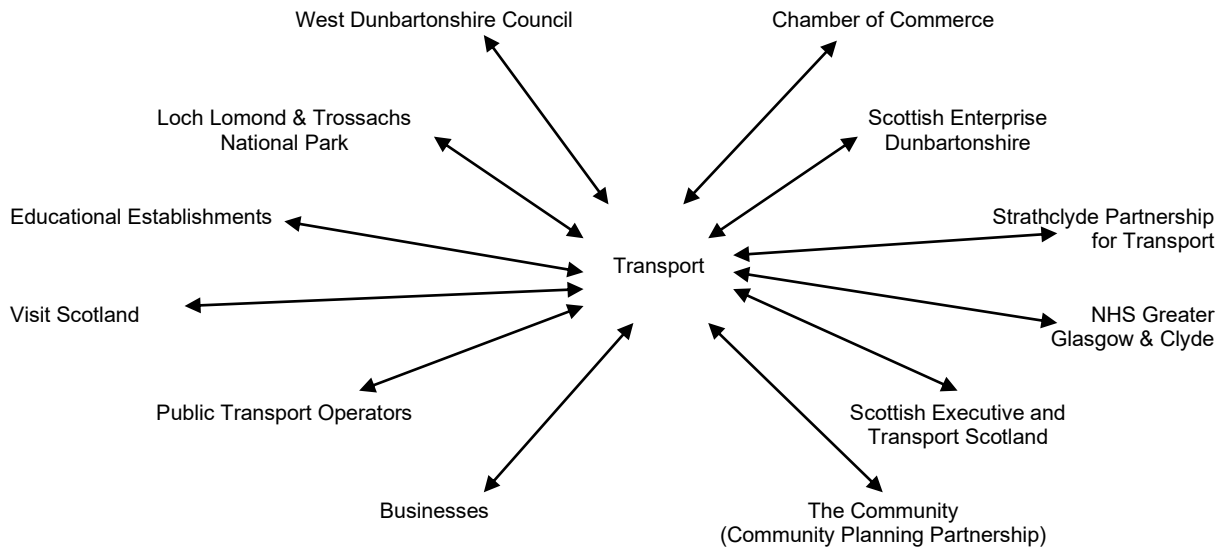 West Dunbartonshire Council
Chamber of Commerce
Loch Lomond & Trossachs
National Park
Scottish Enterprise
Dunbartonshire
Educational Establishments
Strathclyde Partnership
for Transport
Transport
Visit Scotland
NHS Greater
Glasgow & Clyde
Public Transport Operators
Scottish Executive and
Transport Scotland
Businesses
The Community
(Community Planning Partnership)